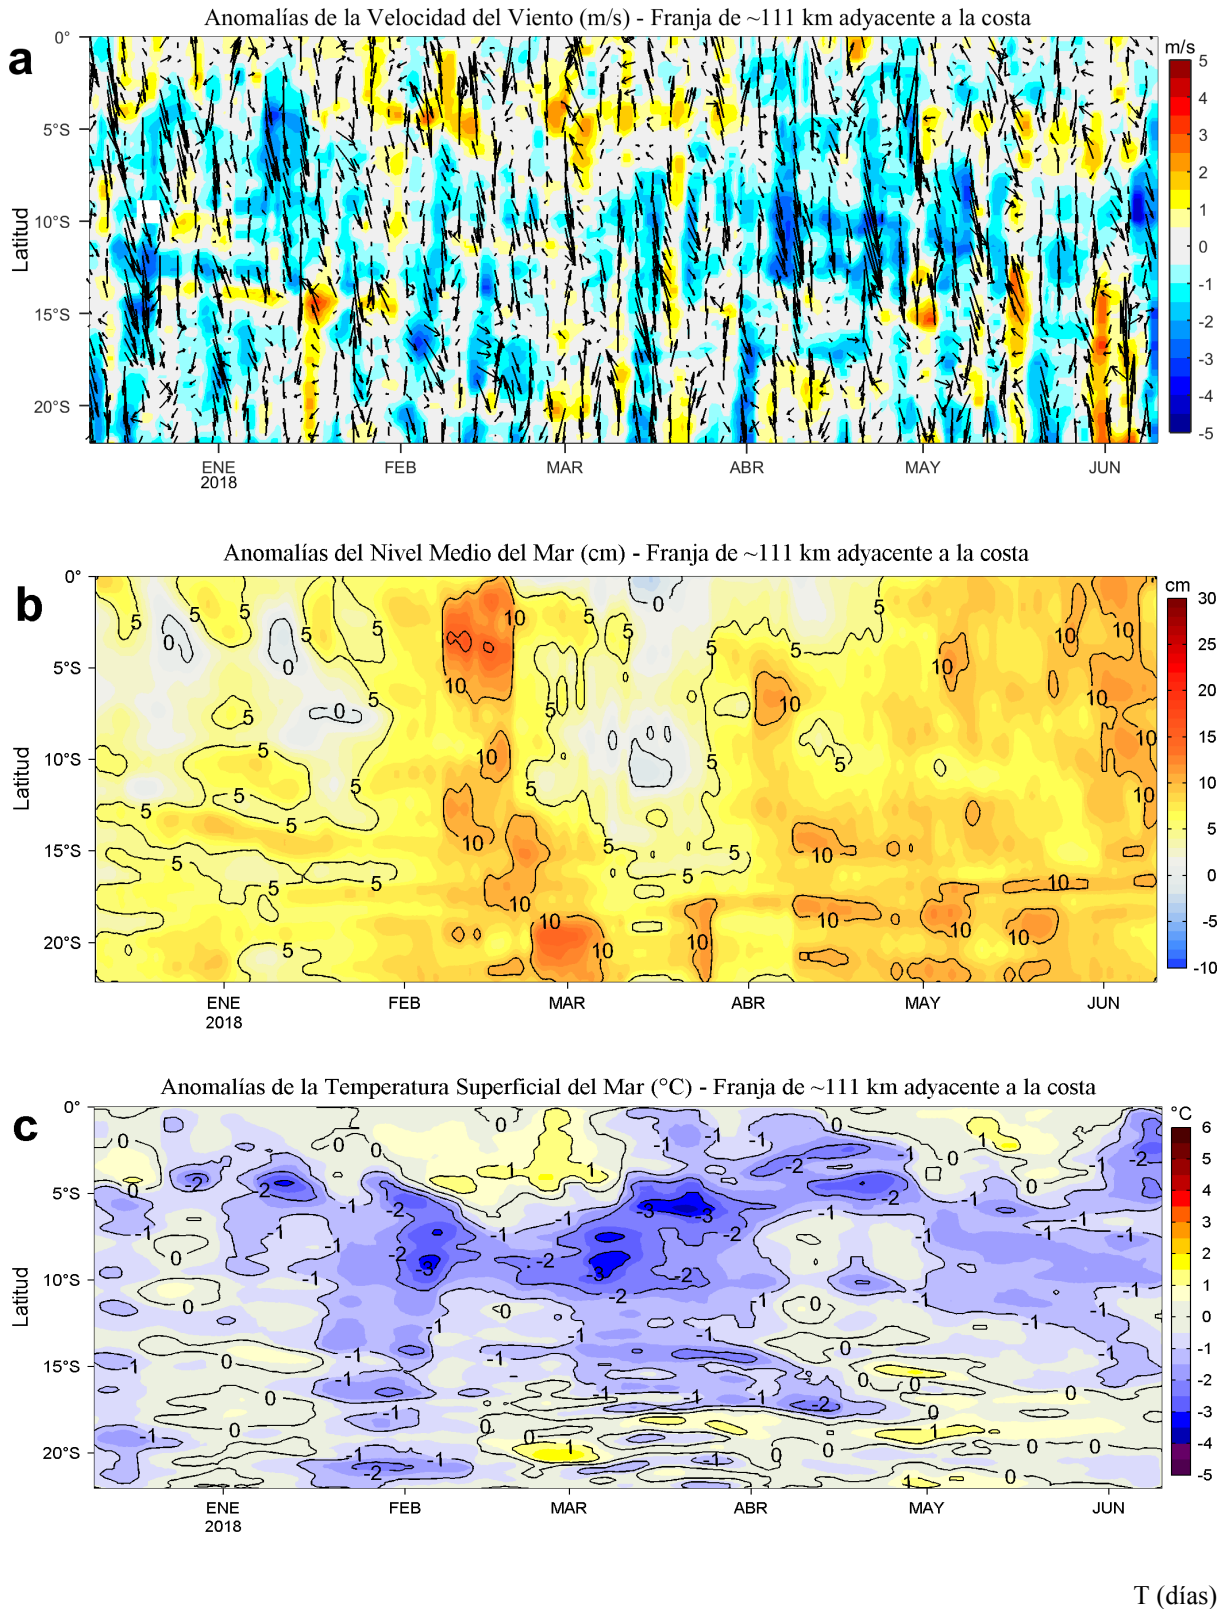 Anomalías de la Velocidad del Viento (m/s) - Franja de ~111 km adyacente a la costa
a
m/s
0°
5°S
10°S
15°S
20°S
Latitud
5
4
3
2
1
0
-1
-2
-3
-4
-5
ENE FEB MAR ABR MAY JUN
2018
Anomalías del Nivel Medio del Mar (cm) - Franja de ~111 km adyacente a la costa
b
cm
0°
5°S
10°S
15°S
20°S
Latitud
30
25
20
15
10
5
0
-5
-10
ENE FEB MAR ABR MAY JUN
2018
Anomalías de la Temperatura Superficial del Mar (°C) - Franja de ~111 km adyacente a la costa
c
°C
0°
5°S
10°S
15°S
20°S
Latitud
6
5
4
3
2
1
0
-1
-2
-3
-4
-5
ENE FEB MAR ABR MAY JUN
2018
T (días)